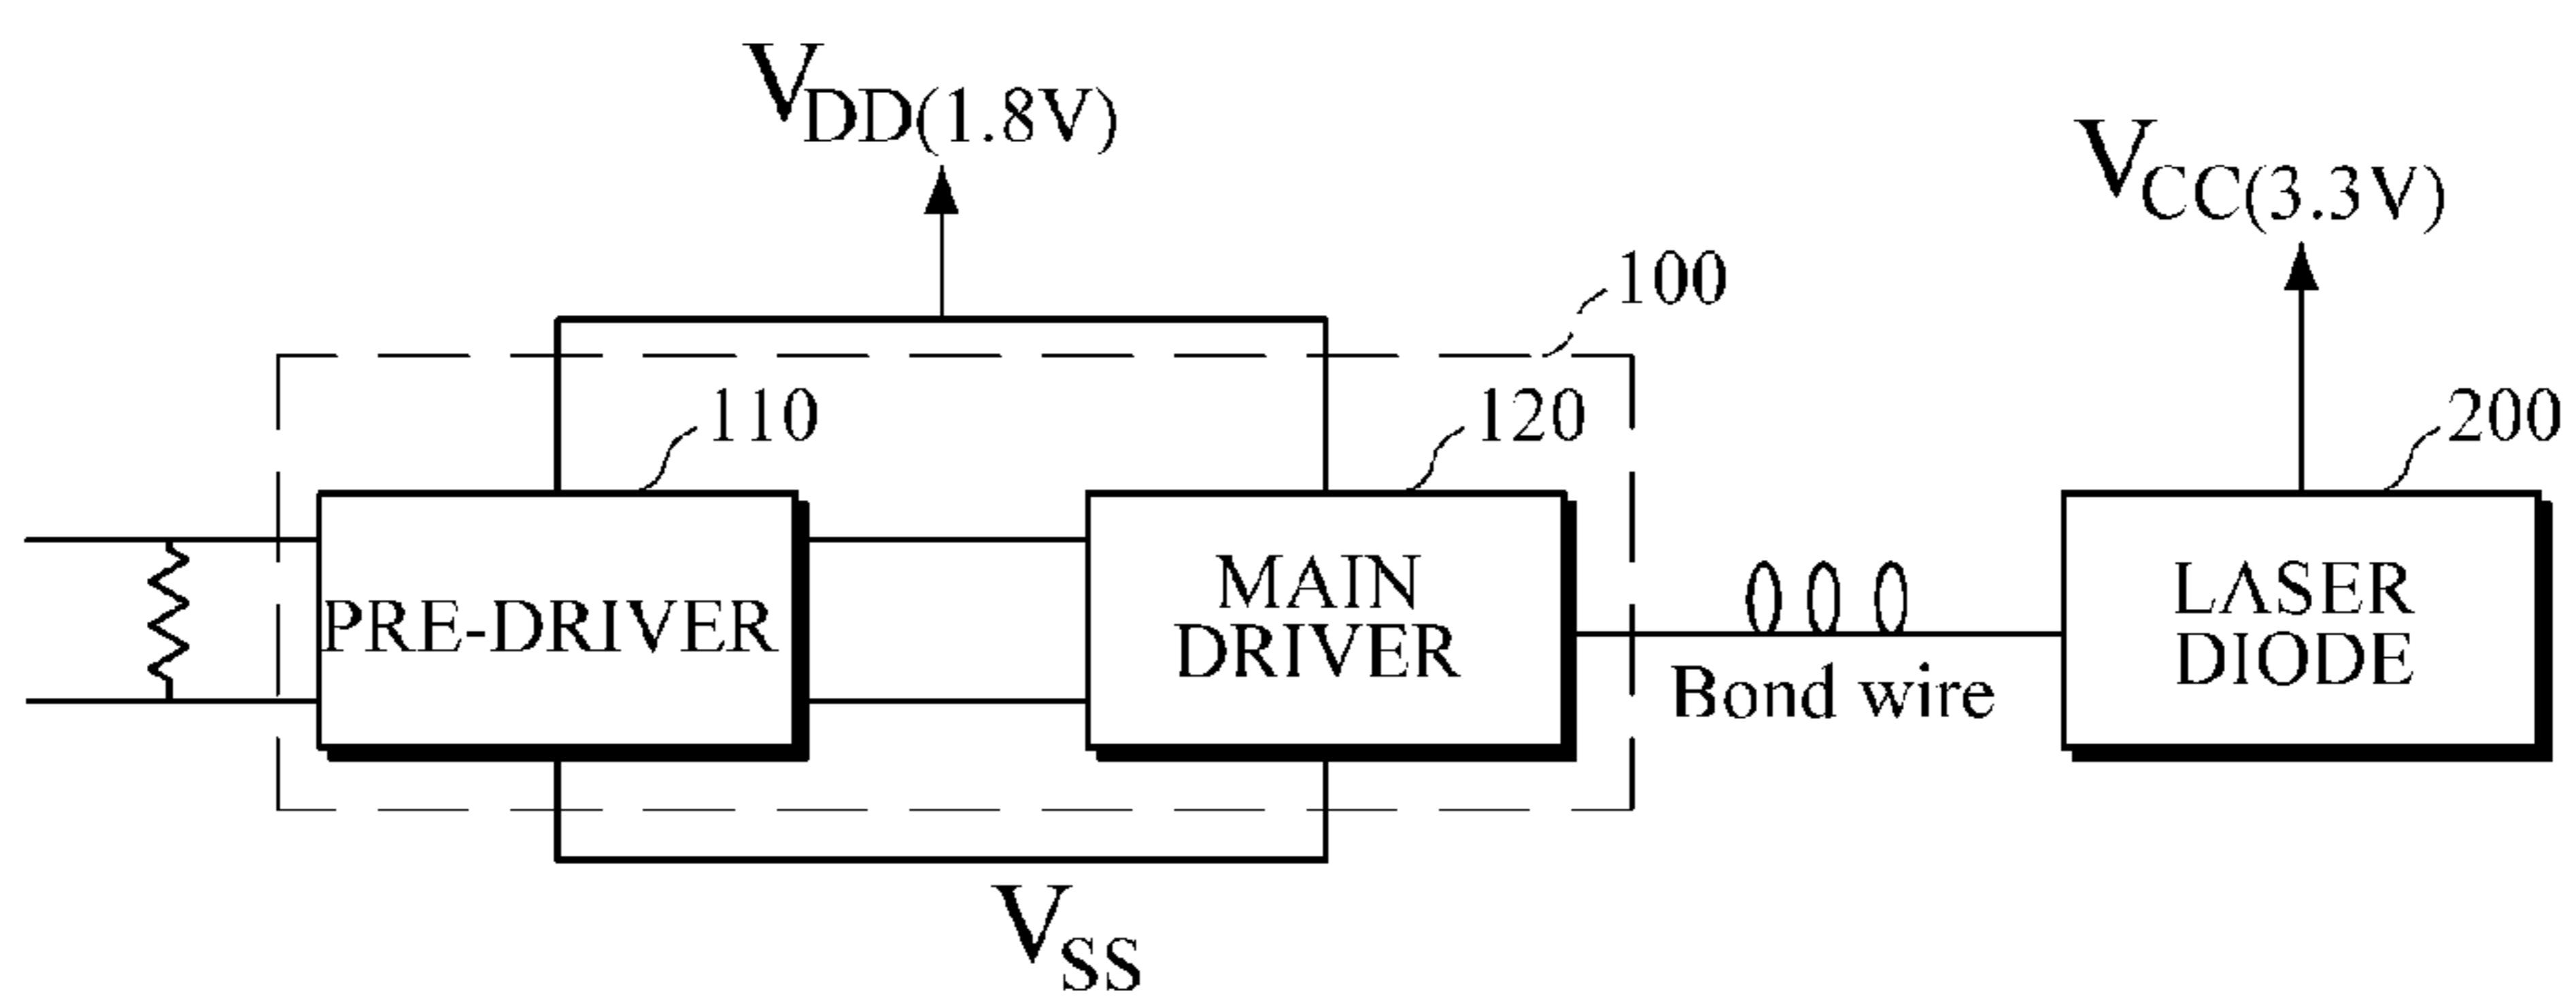 VDD(1.8V)
VCC(3.3V)
100
110
120
200
PRE-DRIVER
MAIN
DRIVER
LASER
DIODE
Bond wire
VSS